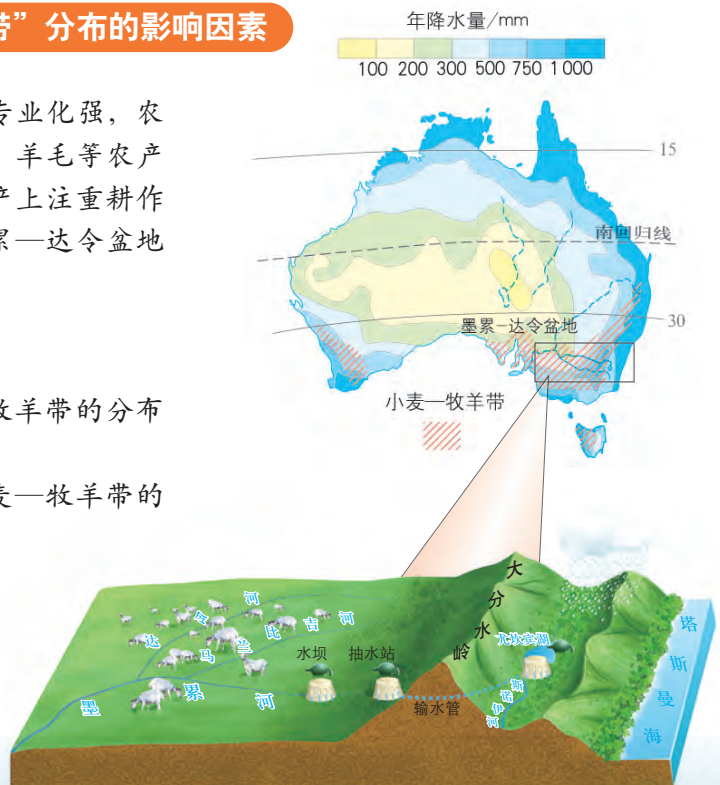 带”分布的影响因素
年降水量/mm
100 200 300 500 750 1 000
专业化强，农
羊毛等农产
产上注重耕作
累—达令盆地
牧羊带的分布
麦—牧羊带的
15
南回归线
30
墨累-达令盆地
小麦—牧羊带
大分水岭
尤坎本湖
斯诺伊河
塔斯曼海
达令河
马兰比吉河
墨累河
水坝
抽水站
输水管